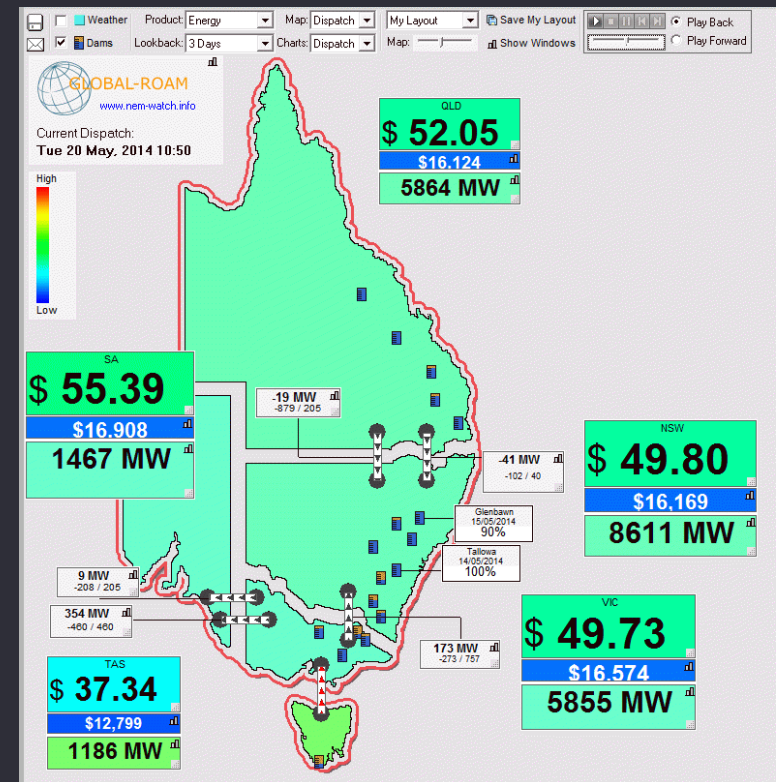 Weather Product: Energy Map: Dispatch My Layout Save My Layout Play Back
Dams Lookback: 3 Days Charts: Dispatch Map: Show Windows Play Forward
GLOBAL-ROAM
www.nem-watch.info
Current Dispatch:
Tue 20 May, 2014 10:50
High
Low
QLD
$ 52.05
$16.124
5864 MW
SA
$ 55.39
$16.908
1467 MW
-19 MW
-879 / 205
-41 MW
-102 / 40
NSW
$ 49.80
$16,169
8611 MW
Glenbawn
15/05/2014
90%
Tallowa
14/05/2014
100%
9 MW
-208 / 205
354 MW
-460 / 460
173 MW
-273 / 757
VIC
$ 49.73
$16.574
5855 MW
TAS
$ 37.34
$12,799
1186 MW